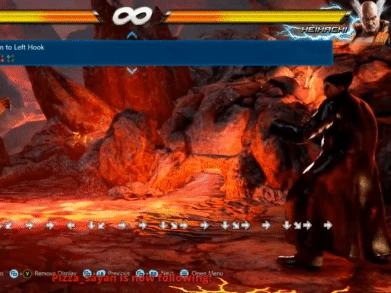 HEIHACHI
n to Left Hook
Remove Display
Previous
Next
Open Menu
Pizza_sayan is now following!